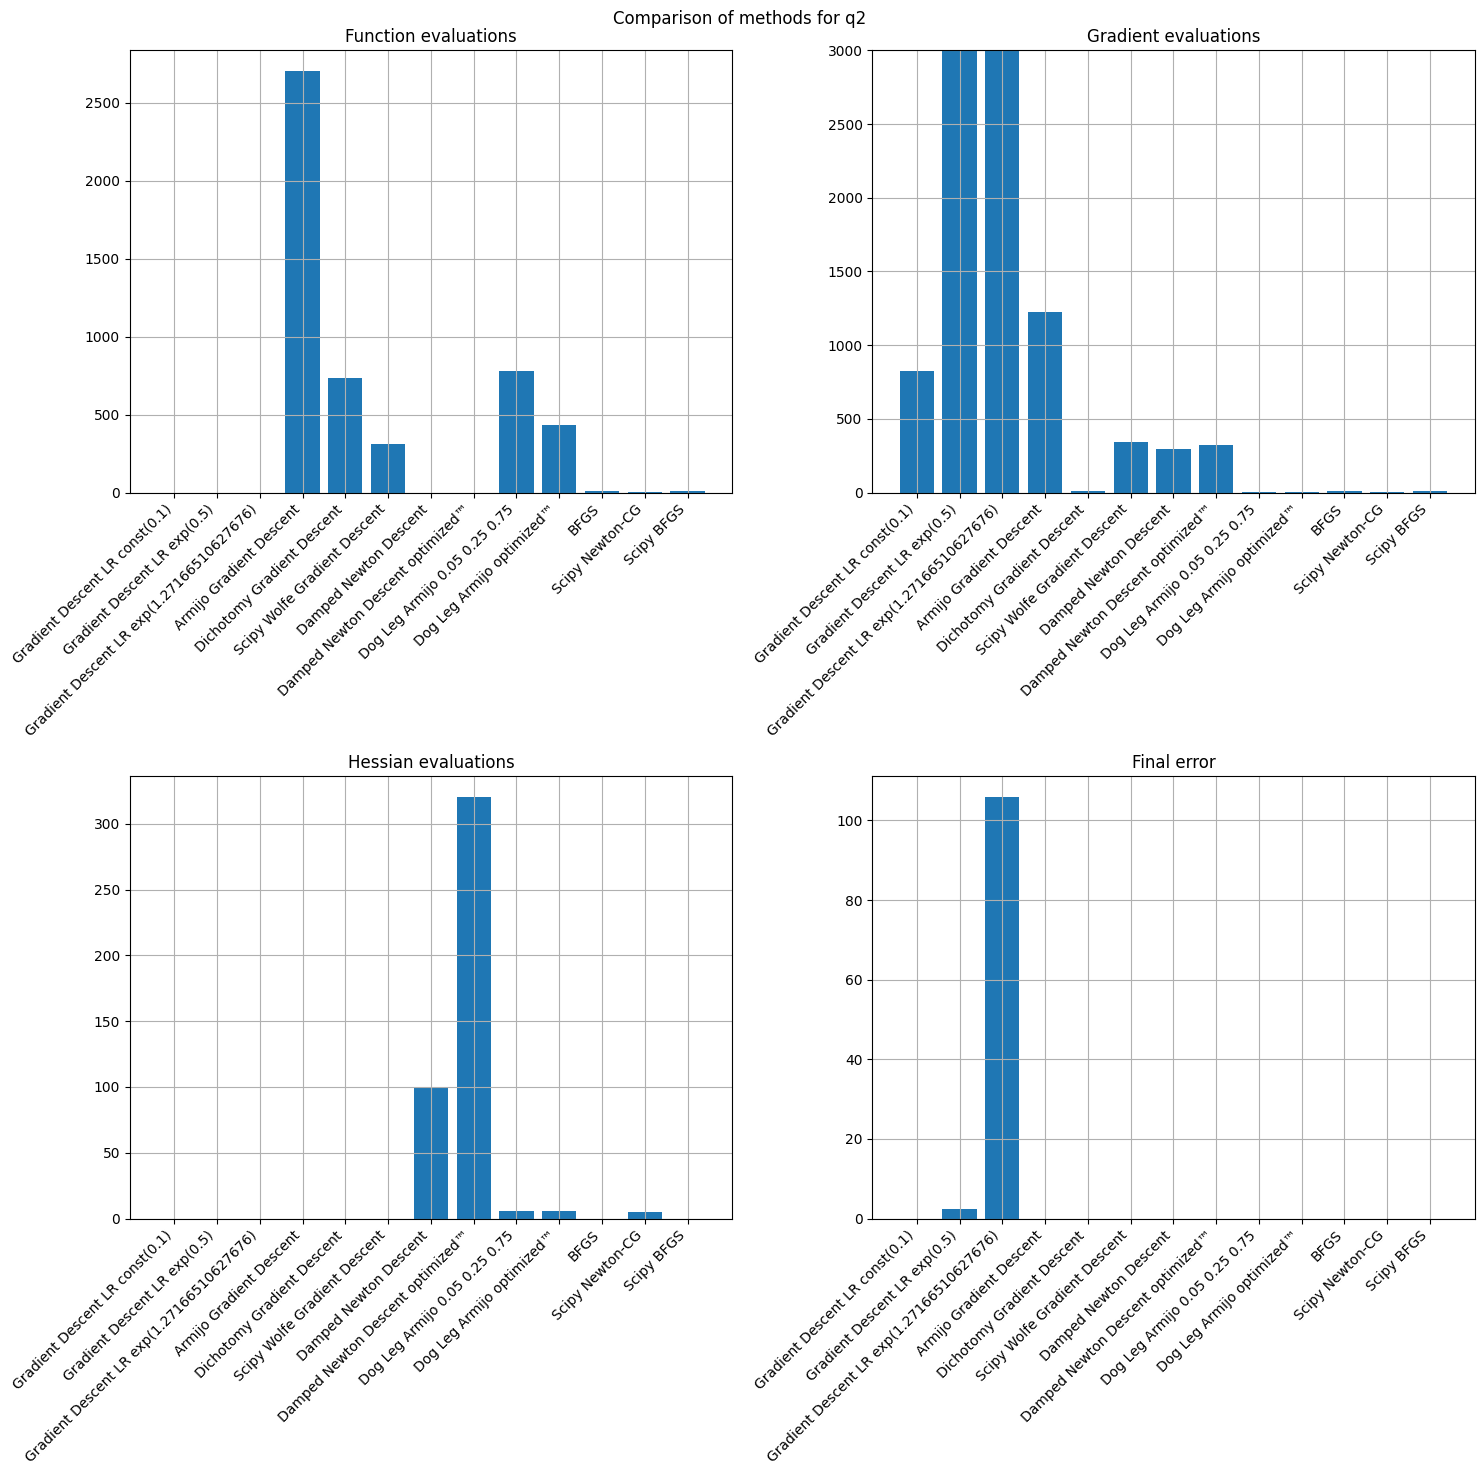 Comparison of methods for q2
Function evaluations
2500
2000
1500
1000
500
0
Gradient Descent LR const(0.1)
Gradient Descent LR exp(0.5)
Gradient Descent LR exp(1.27166510627676)
Armijo Gradient Descent
Dichotomy Gradient Descent
Scipy Wolfe Gradient Descent
Damped Newton Descent
Damped Newton Descent optimized™
Dog Leg Armijo 0.05 0.25 0.75
Dog Leg Armijo optimized™
BFGS
Scipy Newton-CG
Scipy BFGS
Gradient evaluations
3000
2500
2000
1500
1000
500
0
Gradient Descent LR const(0.1)
Gradient Descent LR exp(0.5)
Gradient Descent LR exp(1.27166510627676)
Armijo Gradient Descent
Dichotomy Gradient Descent
Scipy Wolfe Gradient Descent
Damped Newton Descent
Damped Newton Descent optimized™
Dog Leg Armijo 0.05 0.25 0.75
Dog Leg Armijo optimized™
BFGS
Scipy Newton-CG
Scipy BFGS
Hessian evaluations
300
250
200
150
100
50
0
Gradient Descent LR const(0.1)
Gradient Descent LR exp(0.5)
Gradient Descent LR exp(1.27166510627676)
Armijo Gradient Descent
Dichotomy Gradient Descent
Scipy Wolfe Gradient Descent
Damped Newton Descent
Damped Newton Descent optimized™
Dog Leg Armijo 0.05 0.25 0.75
Dog Leg Armijo optimized™
BFGS
Scipy Newton-CG
Scipy BFGS
Final error
100
80
60
40
20
0
Gradient Descent LR const(0.1)
Gradient Descent LR exp(0.5)
Gradient Descent LR exp(1.27166510627676)
Armijo Gradient Descent
Dichotomy Gradient Descent
Scipy Wolfe Gradient Descent
Damped Newton Descent
Damped Newton Descent optimized™
Dog Leg Armijo 0.05 0.25 0.75
Dog Leg Armijo optimized™
BFGS
Scipy Newton-CG
Scipy BFGS